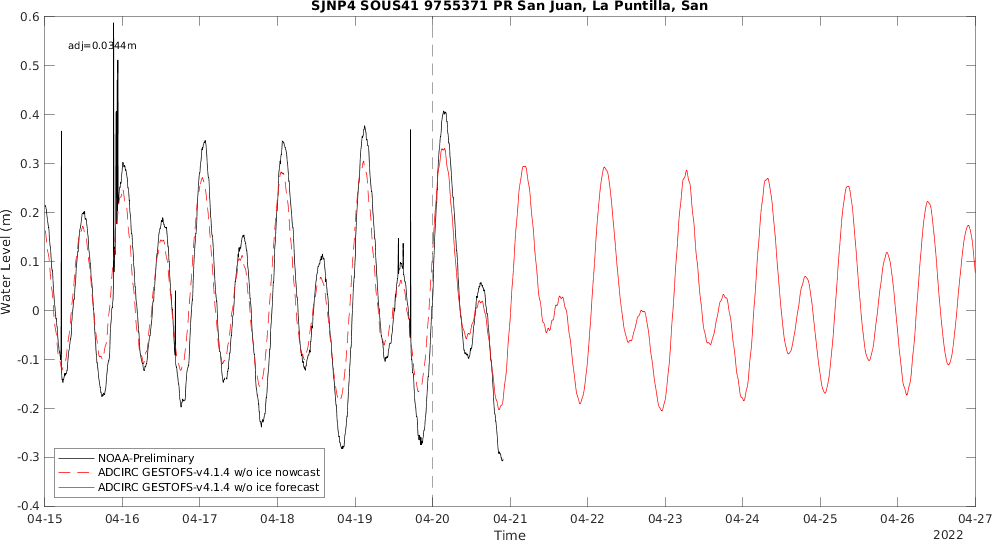 SJNP4 SOUS41 9755371 PR San Juan, La Puntilla, San
adj=0.0344m
0.6
0.5
0.4
0.3
0.2
0.1
0
-0.1
-0.2
-0.3
-0.4
Water Level (m)
NOAA-Preliminary
ADCIRC GESTOFS-v4.1.4 w/o ice nowcast
ADCIRC GESTOFS-v4.1.4 w/o ice forecast
04-15 04-16 04-17 04-18 04-19 04-20 04-21 04-22 04-23 04-24 04-25 04-26 04-27
Time
2022